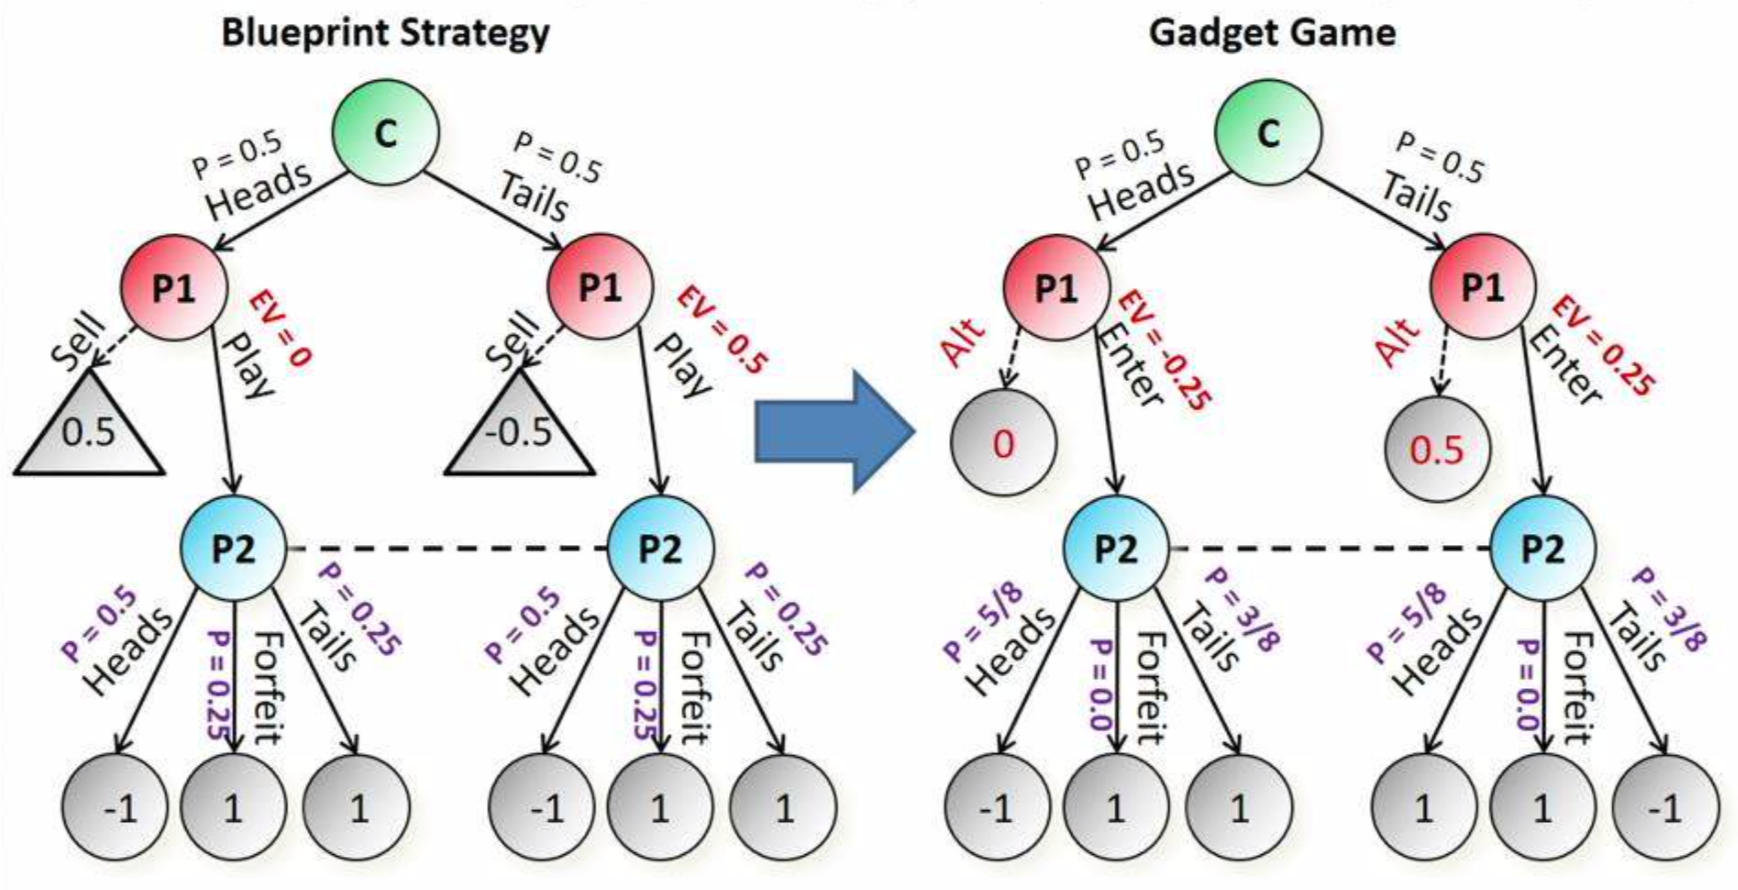 Blueprint Strategy
C
P = 0.5
Heads
P = 0.5
Tails
P1
P1
Sell
EV = 0
Play
Sell
EV = 0.5
Play
0.5
-0.5
P2
P2
P = 0.5
Heads
P = 0.25
Forfeit
P = 0.25
Tails
P = 0.5
Heads
P = 0.25
Forfeit
P = 0.25
Tails
-1
1
1
-1
1
1
Gadget Game
C
P = 0.5
Heads
P = 0.5
Tails
P1
P1
Alt
EV = -0.25
Enter
Alt
EV = 0.25
Enter
0
0.5
P2
P2
P = 5/8
Heads
P = 0.0
Forfeit
P = 3/8
Tails
P = 5/8
Heads
P = 0.0
Forfeit
P = 3/8
Tails
-1
1
1
1
1
-1